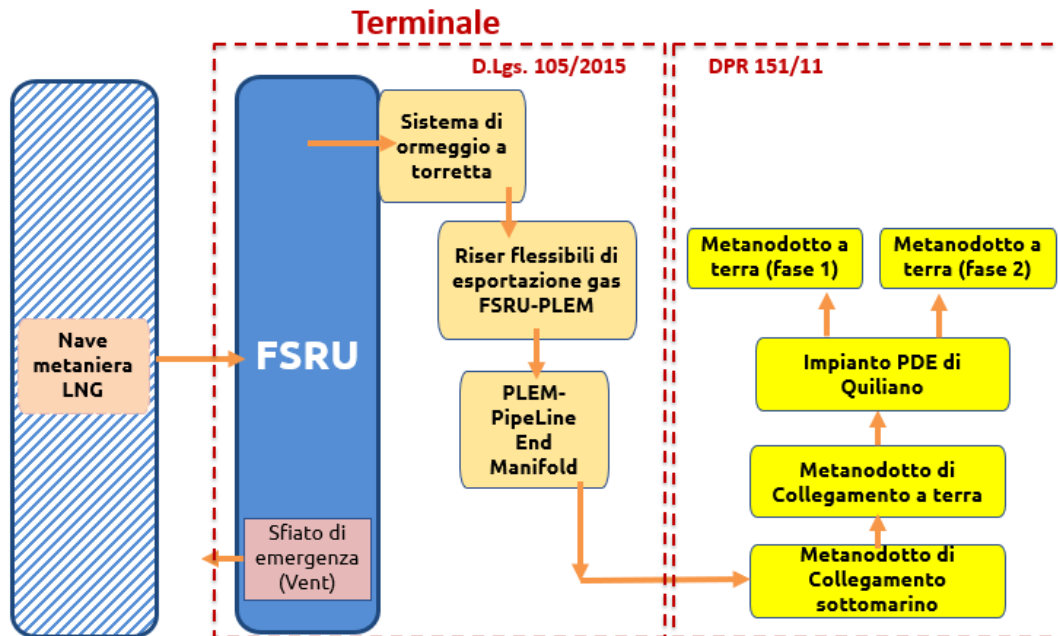 Terminale
D.Lgs. 105/2015
DPR 151/11
Sistema di
ormeggio a
torretta
Riser flessibili di
esportazione gas
FSRU-PLEM
Metanodotto a
terra (fase 1)
Metanodotto a
terra (fase 2)
Nave
metaniera
LNG
FSRU
Impianto PDE di
Quiliano
PLEM-
PipeLine
End
Manifold
Metanodotto di
Collegamento a terra
Sfiato di
emergenza
(Vent)
Metanodotto di
Collegamento
sottomarino